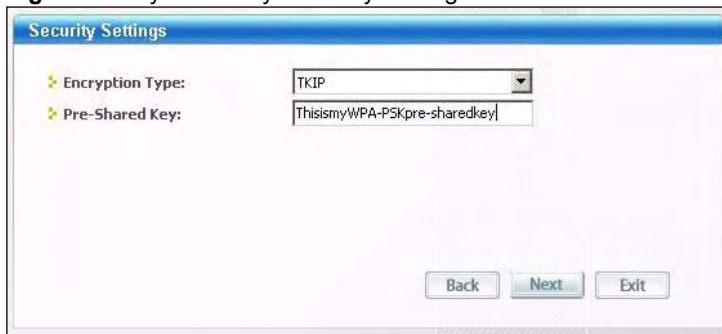 Security Settings
Encryption Type: TKIP
Pre-Shared Key: ThisismyWPA-PSKpre-sharedkey
Back Next Exit